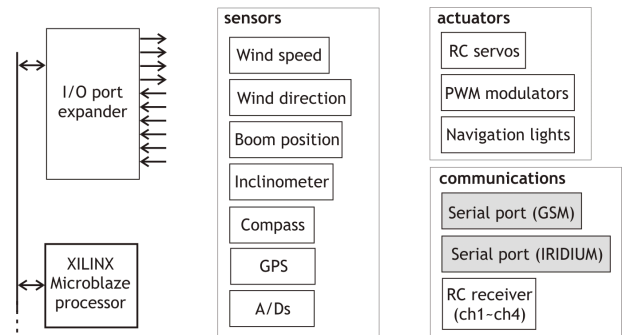 I/O port
expander
XILINX
Microblaze
processor
sensors
Wind speed
Wind direction
Boom position
Inclinometer
Compass
GPS
A/Ds
actuators
RC servos
PWM modulators
Navigation lights
communications
Serial port (GSM)
Serial port (IRIDIUM)
RC receiver
(ch1~ch4)